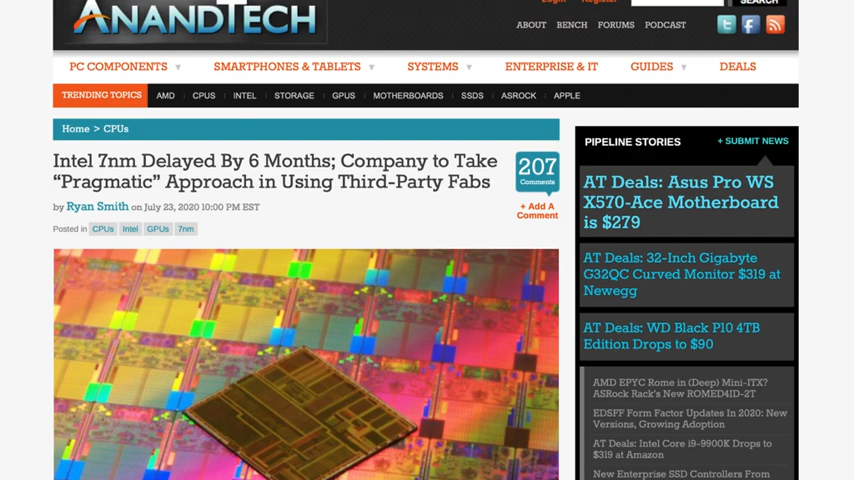 Login Register
SEARCH
ANANDTECH
ABOUT BENCH FORUMS PODCAST
PC COMPONENTS SMARTPHONES & TABLETS SYSTEMS ENTERPRISE & IT GUIDES DEALS
TRENDING TOPICS AMD CPUS INTEL STORAGE GPUS MOTHERBOARDS SSDS ASROCK APPLE
Home > CPUs
Intel 7nm Delayed By 6 Months; Company to Take
“Pragmatic” Approach in Using Third-Party Fabs
by Ryan Smith on July 23, 2020 10:00 PM EST
Posted in CPUs Intel GPUs 7nm
207
Comments
+ Add A
Comment
PIPELINE STORIES + SUBMIT NEWS
AT Deals: Asus Pro WS
X570-Ace Motherboard
is $279
AT Deals: 32-Inch Gigabyte
G32QC Curved Monitor $319 at
Newegg
AT Deals: WD Black P10 4TB
Edition Drops to $90
AMD EPYC Rome in (Deep) Mini-ITX?
ASRock Rack's New ROMED4ID-2T
EDSFF Form Factor Updates In 2020: New
Versions, Growing Adoption
AT Deals: Intel Core i9-9900K Drops to
$319 at Amazon
New Enterprise SSD Controllers From